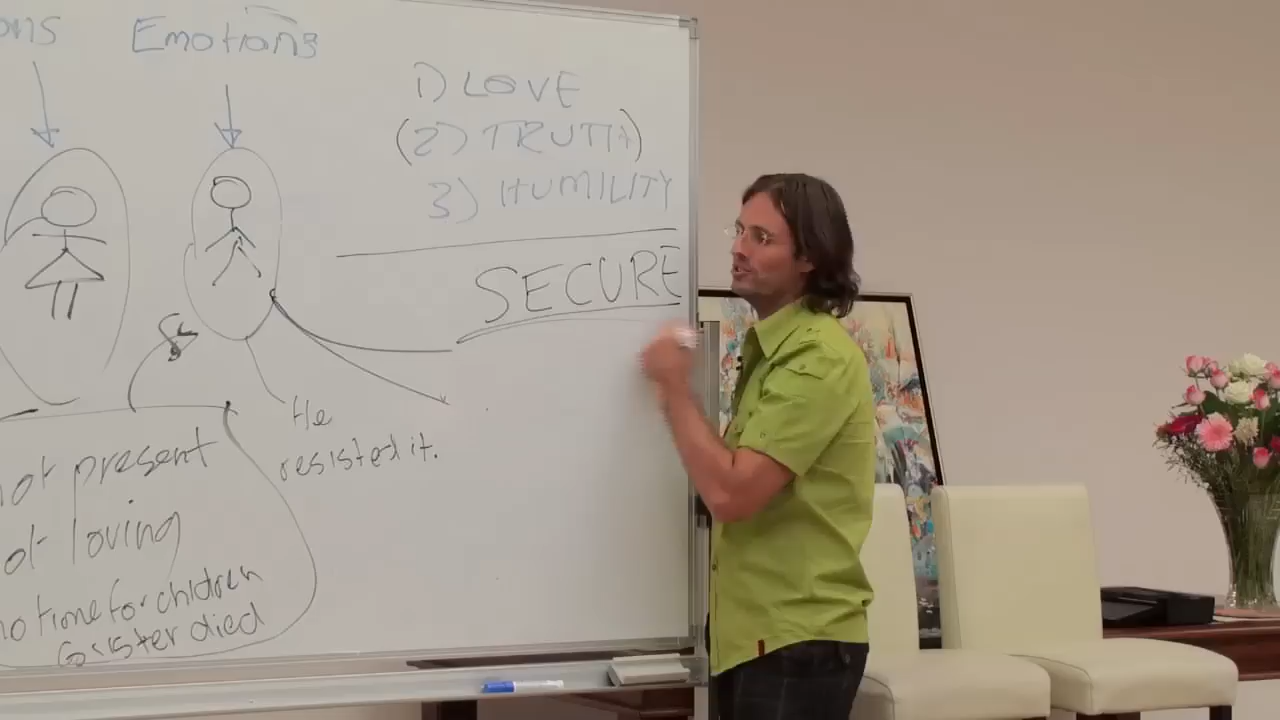 ons Emotions
1) LOVE
(2) TRUTH)
3) HUMILITY
SECURE
He
resisted it.
not present
not loving
no time for children
sister died